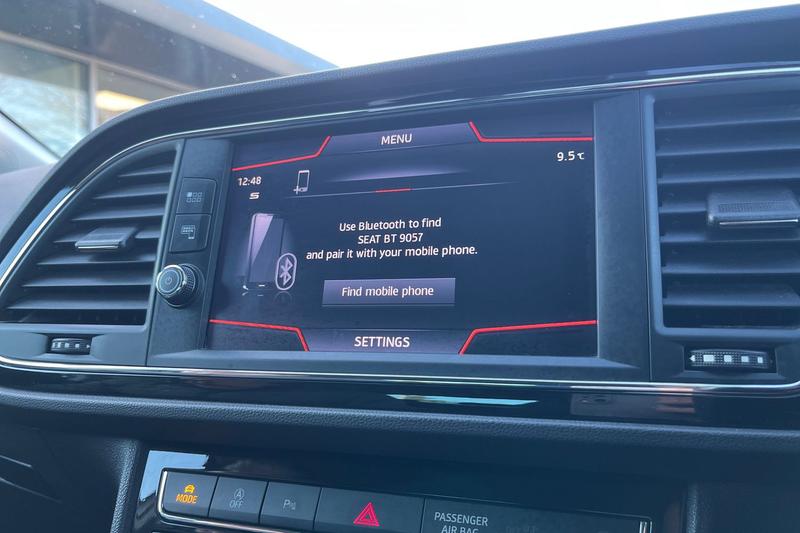 MENU
12:48
9.5°C
Use Bluetooth to find
SEAT BT 9057
and pair it with your mobile phone.
Find mobile phone
SETTINGS
MODE
A
OFF
P
PASSENGER
AIR BAG